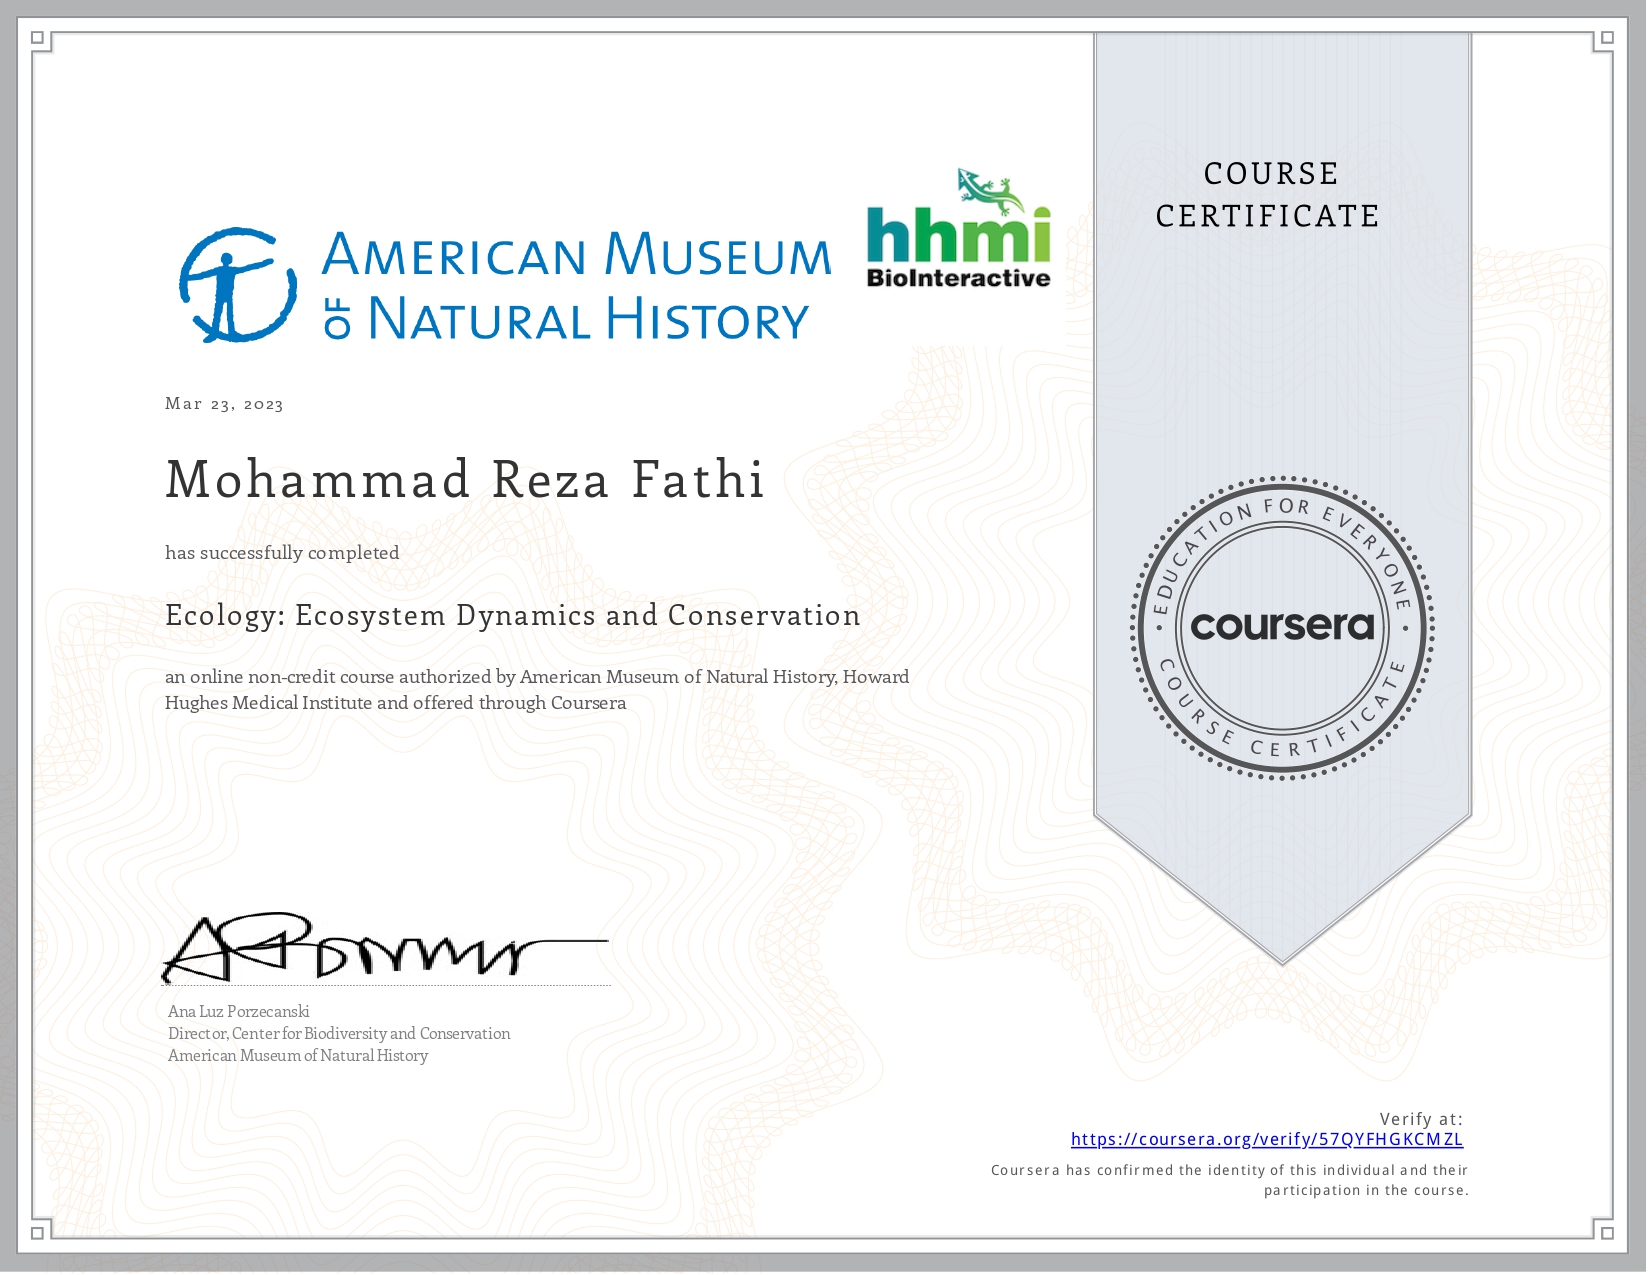 AMERICAN MUSEUM
OF NATURAL HISTORY
hhmi
BioInteractive
COURSE
CERTIFICATE
Mar 23, 2023
Mohammad Reza Fathi
has successfully completed
Ecology: Ecosystem Dynamics and Conservation
an online non-credit course authorized by American Museum of Natural History, Howard
Hughes Medical Institute and offered through Coursera
EDUCATION FOR EVERYONE
coursera
COURSE CERTIFICATE
Ana Luz Porzecanski
Director, Center for Biodiversity and Conservation
American Museum of Natural History
Verify at:
https://coursera.org/verify/57QYFHGKCMZL
Coursera has confirmed the identity of this individual and their
participation in the course.